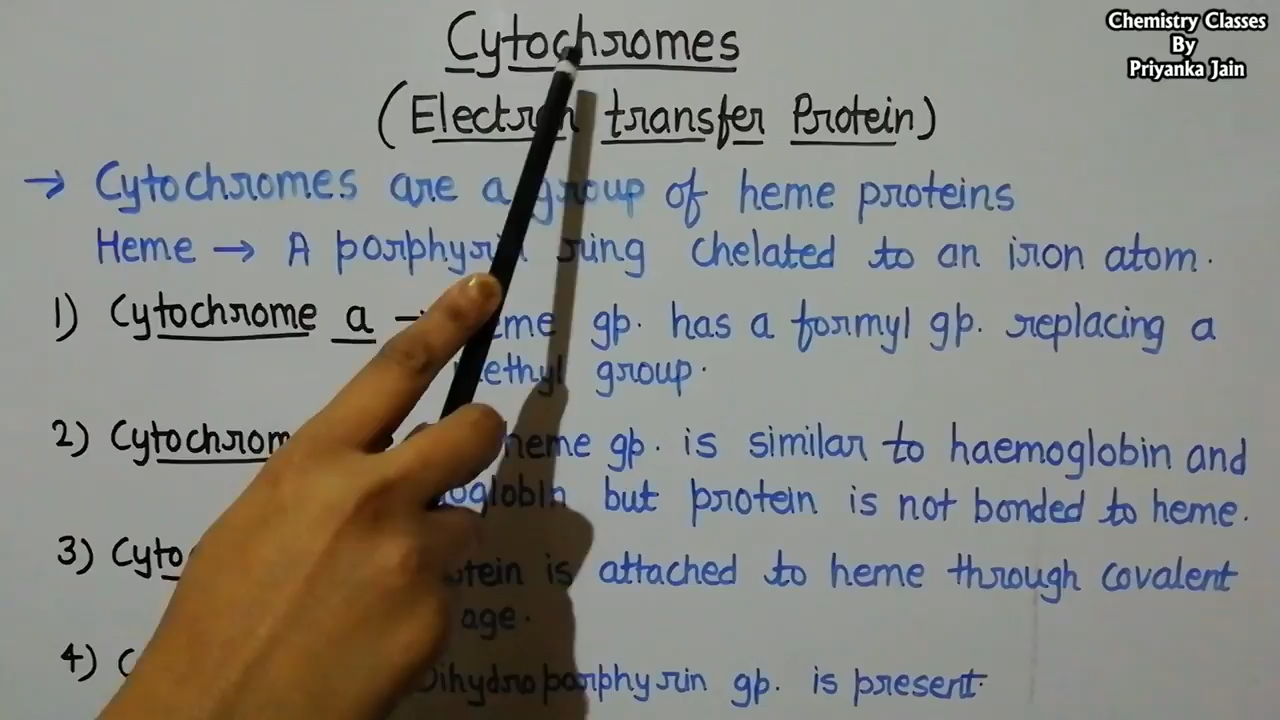 Cytochromes
(Electron transfer Protein)
→ Cytochromes are a group of heme proteins
Heme → A porphyrin ring chelated to an iron atom.
1) Cytochrome a → gp. has a formyl gp. replacing a
methyl group.
2) heme gp. is similar to haemoglobin and
but protein is not bonded to heme.
3) is attached to heme through covalent
4) Dihydroporphyrin gp. is present.
Chemistry Classes
By
Priyanka Jain